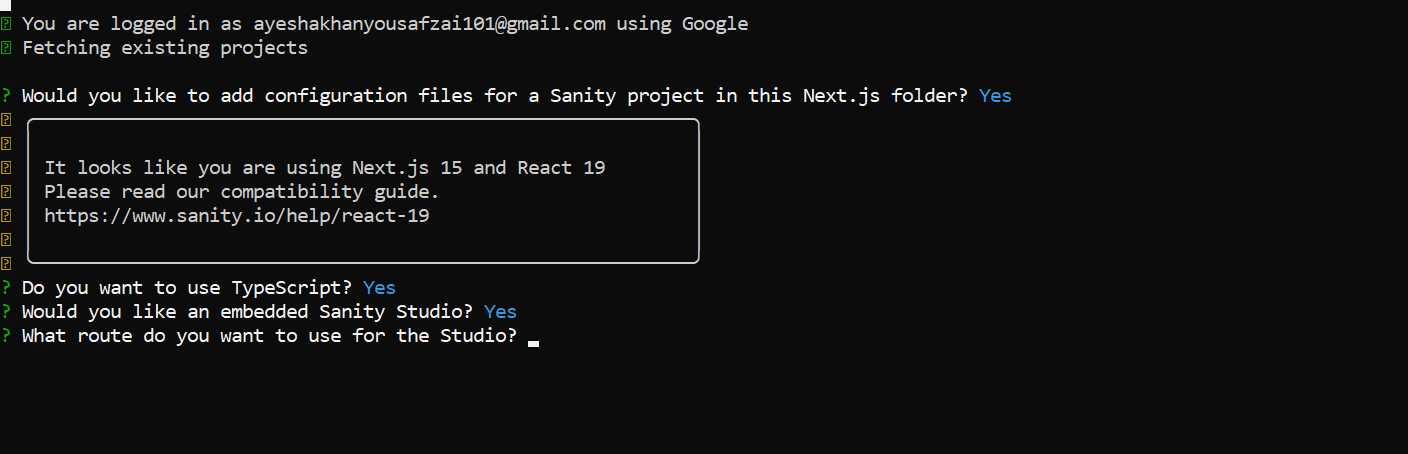 You are logged in as ayeshakhanyousafzai101@gmail.com using Google
Fetching existing projects
? Would you like to add configuration files for a Sanity project in this Next.js folder? Yes
It looks like you are using Next.js 15 and React 19
Please read our compatibility guide.
https://www.sanity.io/help/react-19
? Do you want to use TypeScript? Yes
? Would you like an embedded Sanity Studio? Yes
? What route do you want to use for the Studio?